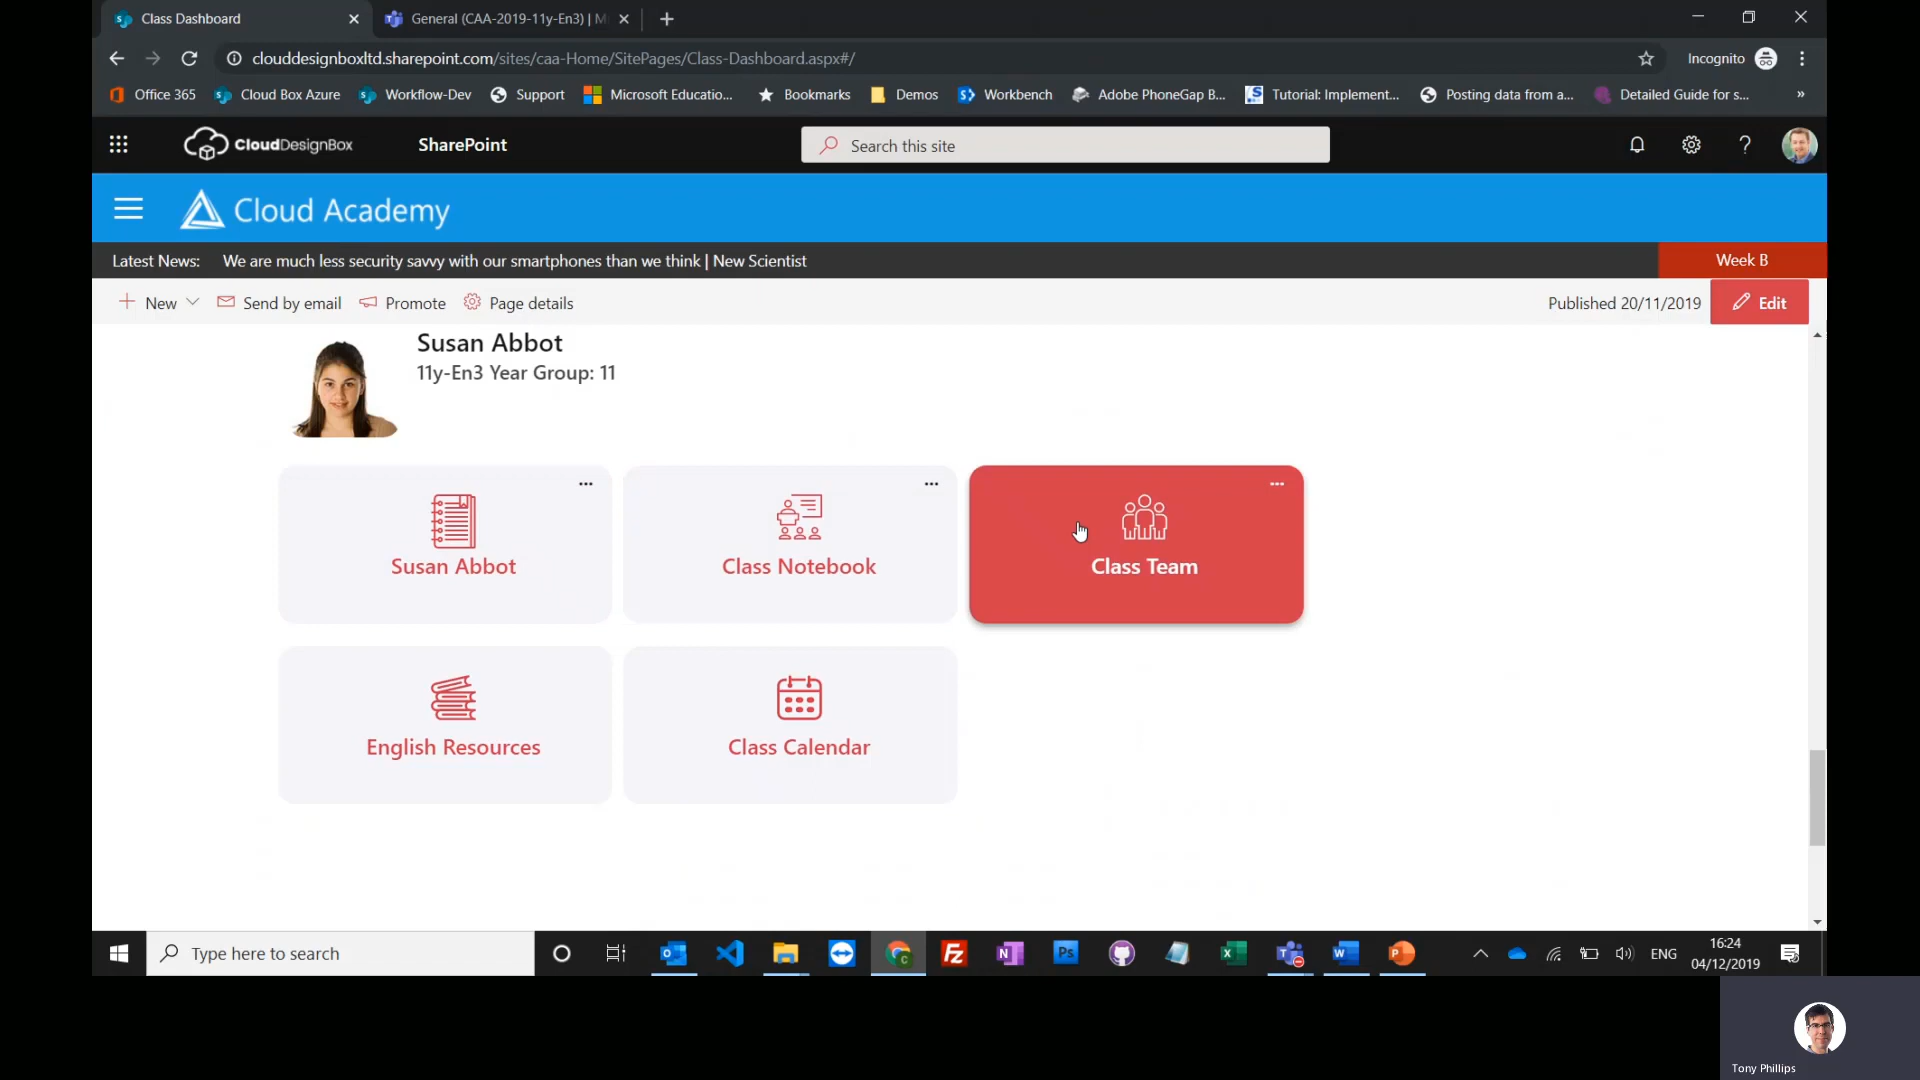 Class Dashboard
General (CAA-2019-11y-En3) | M
clouddesignboxltd.sharepoint.com/sites/caa-Home/SitePages/Class-Dashboard.aspx#/
Incognito
Office 365
Cloud Box Azure
Workflow-Dev
Support
Microsoft Educatio...
Bookmarks
Demos
Workbench
Adobe PhoneGap B...
Tutorial: Implement...
Posting data from a...
Detailed Guide for s...
»
CloudDesignBox
SharePoint
Search this site
Cloud Academy
Latest News: We are much less security savvy with our smartphones than we think | New Scientist
Week B
New
Send by email
Promote
Page details
Published 20/11/2019
Edit
Susan Abbot
11y-En3 Year Group: 11
Susan Abbot
Class Notebook
Class Team
English Resources
Class Calendar
Type here to search
ENG
16:24
04/12/2019
Tony Phillips